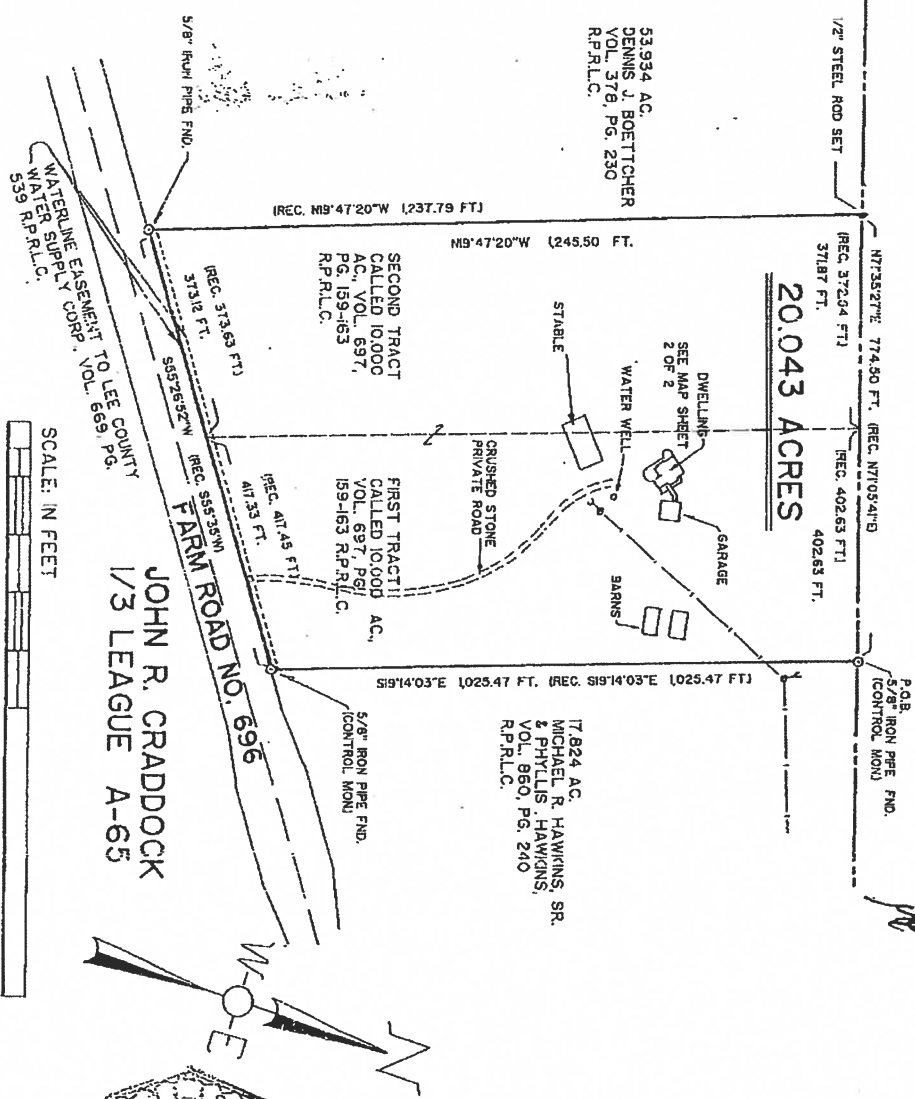 1/2" STEEL ROD SET
N71°35'27"E 774.50 FT. (REC. N71°05'41"E)
(REC. 372.54 FT.)
371.87 FT.
(REC. 402.63 FT.)
402.63 FT.
P.O.B.
5/8" IRON PIPE FND.
(CONTROL MON.)
20.043 ACRES
53.934 AC.
DENNIS J. BOETTCHER
VOL. 378, PG. 230
R.P.R.L.C.
(REC. N19°47'20"W 1,237.79 FT.)
N19°47'20"W 1,245.50 FT.
SECOND TRACT
CALLED 10.000
AC., VOL. 697,
PG. 159-163
R.P.R.L.C.
STABLE
WATER WELL
DWELLING
SEE MAP SHEET
2 OF 2
GARAGE
BARNS
CRUSHED STONE
PRIVATE ROAD
FIRST TRACT
CALLED 10.000 AC.,
VOL. 697, PG.
159-163 R.P.R.L.C.
S19°14'03"E 1,025.47 FT. (REC. S19°14'03"E 1,025.47 FT.)
17.824 AC.
MICHAEL R. HAWKINS, SR.
& PHYLLIS . HAWKINS,
VOL. 860, PG. 240
R.P.R.L.C.
5/8" IRON PIPE FND.
5/8" IRON PIPE FND.
(CONTROL MON.)
(REC. 373.63 FT.)
373.12 FT.
S55°26'52"W
(REC. S55°35'W)
(REC. 417.45 FT.)
417.33 FT.
FARM ROAD NO. 696
WATERLINE EASEMENT TO LEE COUNTY
WATER SUPPLY CORP., VOL. 669, PG.
539 R.P.R.L.C.
JOHN R. CRADDOCK
1/3 LEAGUE A-65
SCALE: IN FEET
N
W
E